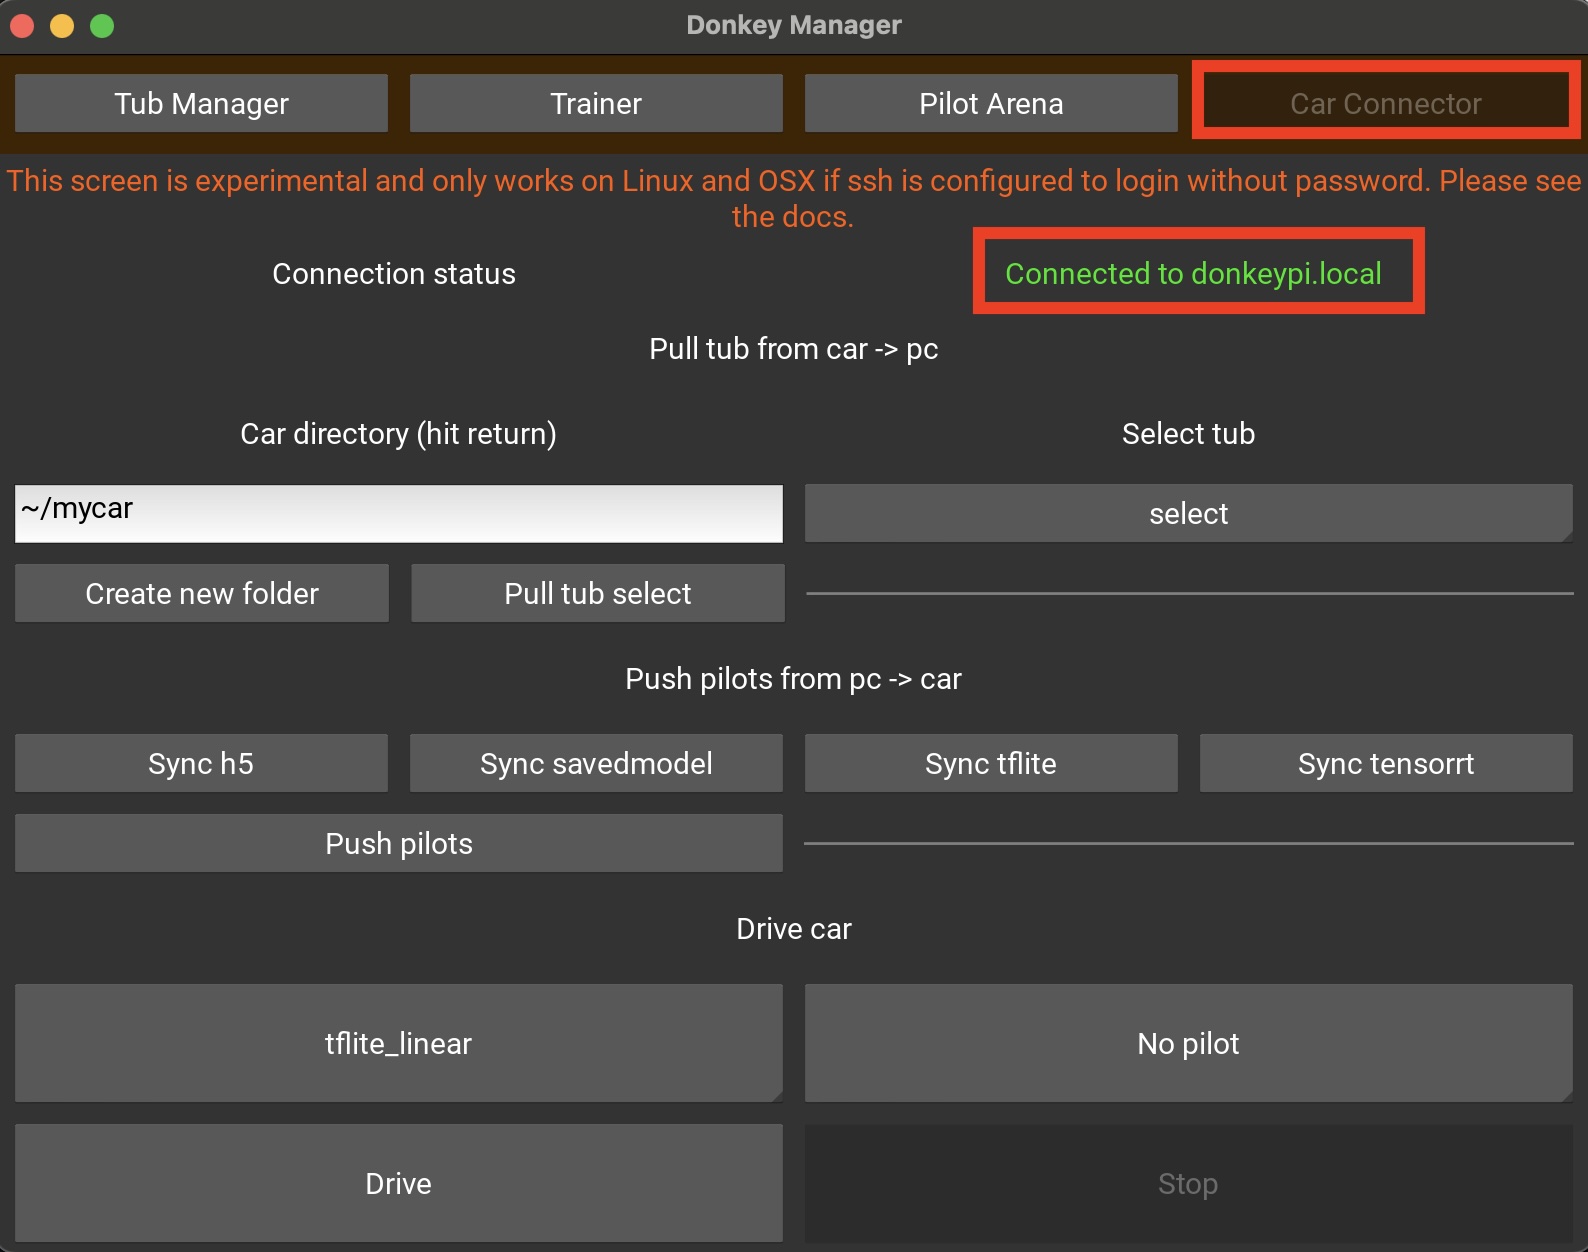 Donkey Manager
Tub Manager
Trainer
Pilot Arena
Car Connector
This screen is experimental and only works on Linux and OSX if ssh is configured to login without password. Please see
the docs.
Connection status
Connected to donkeypi.local
Pull tub from car -> pc
Car directory (hit return)
Select tub
~/mycar
select
Create new folder
Pull tub select
Push pilots from pc -> car
Sync h5
Sync savedmodel
Sync tflite
Sync tensorrt
Push pilots
Drive car
tflite_linear
No pilot
Drive
Stop